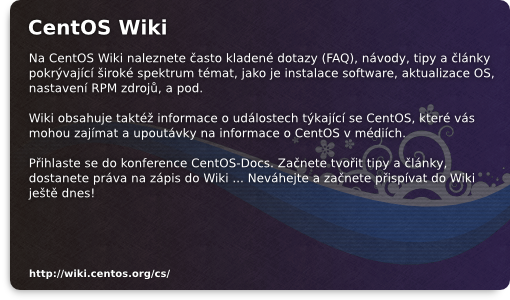 CentOS Wiki
Na CentOS Wiki naleznete často kladené dotazy (FAQ), návody, tipy a články
pokrývající široké spektrum témat, jako je instalace software, aktualizace OS,
nastavení RPM zdrojů, a pod.
Wiki obsahuje taktéž informace o událostech týkající se CentOS, které vás
mohou zajímat a upoutávky na informace o CentOS v médiích.
Přihlaste se do konference CentOS-Docs. Začnete tvořit tipy a články,
dostanete práva na zápis do Wiki ... Neváhejte a začnete přispívat do Wiki
ještě dnes!
http://wiki.centos.org/cs/